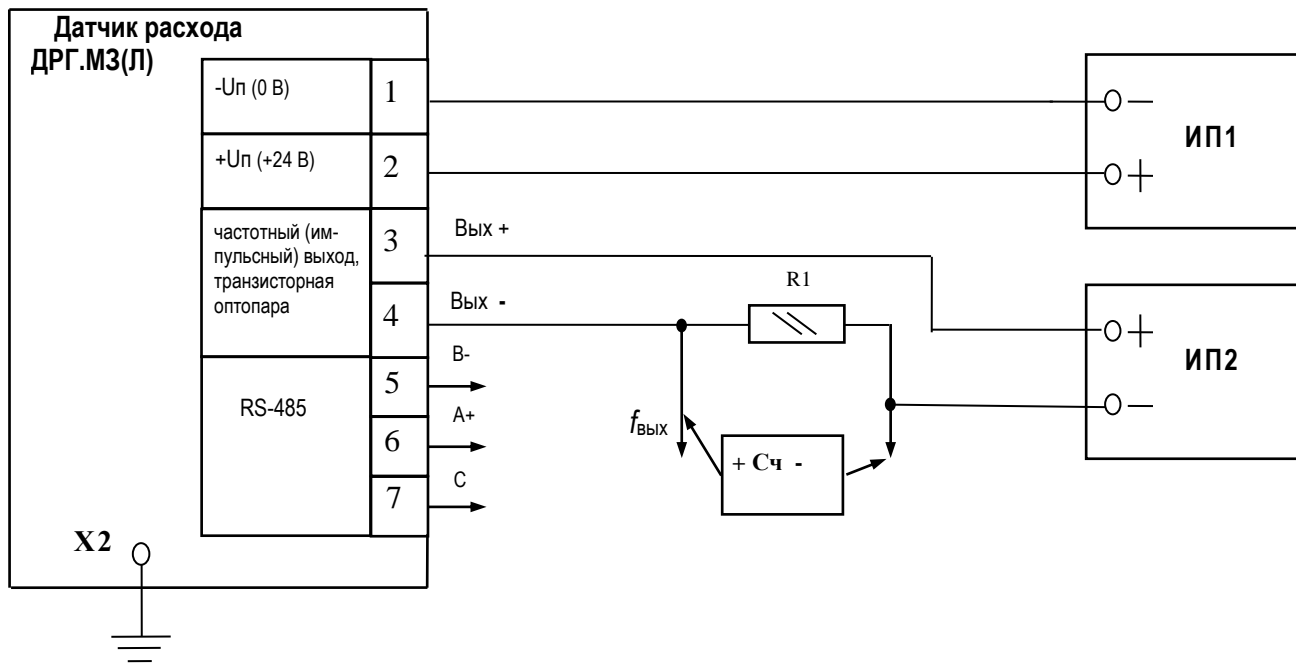 Датчик расхода
ДРГ.МЗ(Л)
-Uп (0 В)
1
+Uп (+24 В)
2
частотный (им-
пульсный) выход,
транзисторная
оптопара
3
4
RS-485
5
6
7
Вых +
Вых -
B-
A+
C
R1
fвых
+ Сч -
ИП1
ИП2
X2